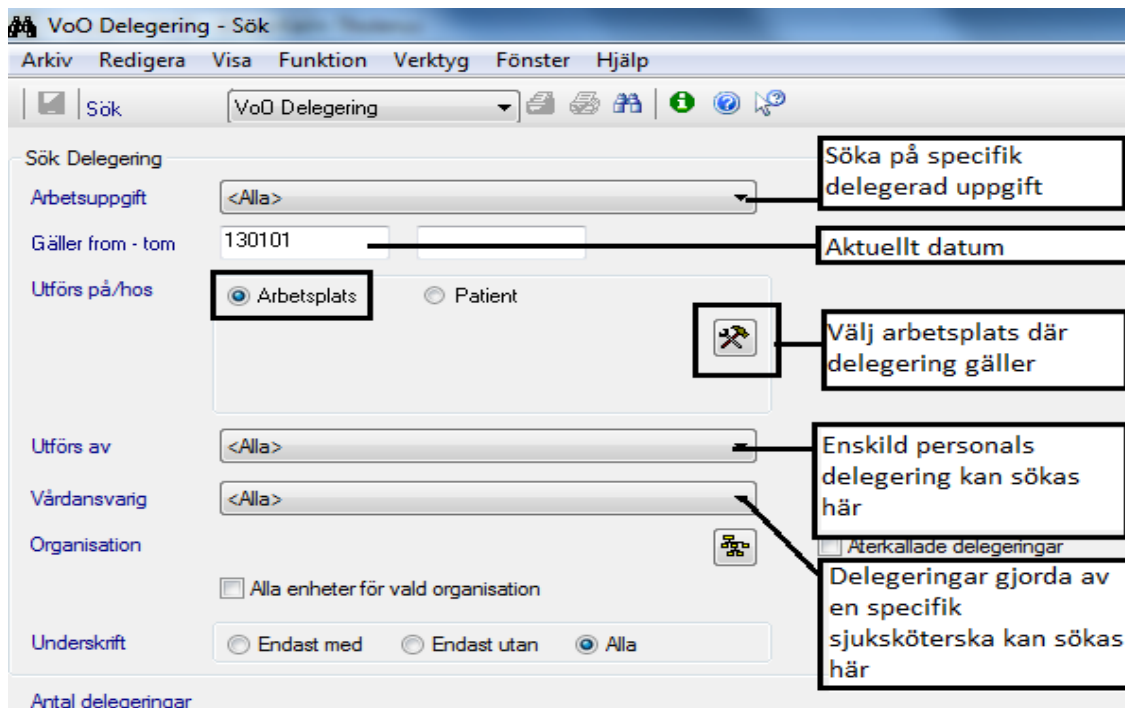 VoO Delegering - Sök
Arkiv Redigera Visa Funktion Verktyg Fönster Hjälp
Sök VoO Delegering
Sök Delegering
Arbetsuppgift <Alla>
Söka på specifik
delegerad uppgift
Gäller from - tom 130101
Aktuellt datum
Utförs på/hos Arbetsplats Patient
Välj arbetsplats där
delegering gäller
Utförs av <Alla>
Enskild personals
delegering kan sökas
här
Vårdansvarig <Alla>
Organisation
Återkallade delegeringar
Alla enheter för vald organisation
Delegeringar gjorda av
en specifik
sjuksköterska kan sökas
här
Underskrift Endast med Endast utan Alla
Antal delegeringar